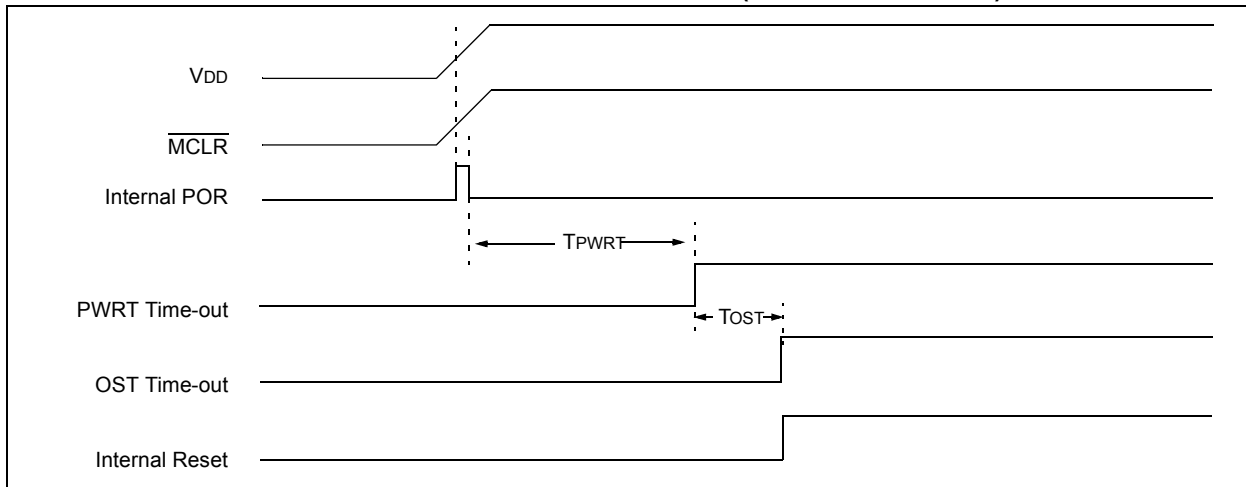 VDD
MCLR
Internal POR
TPWRT
PWRT Time-out
TOST
OST Time-out
Internal Reset